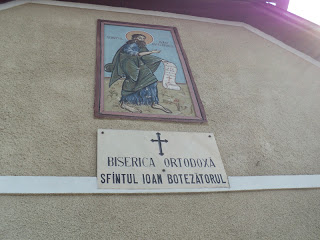 BISERICA ORTODOXĂ
SFÎNTUL IOAN BOTEZĂTORUL